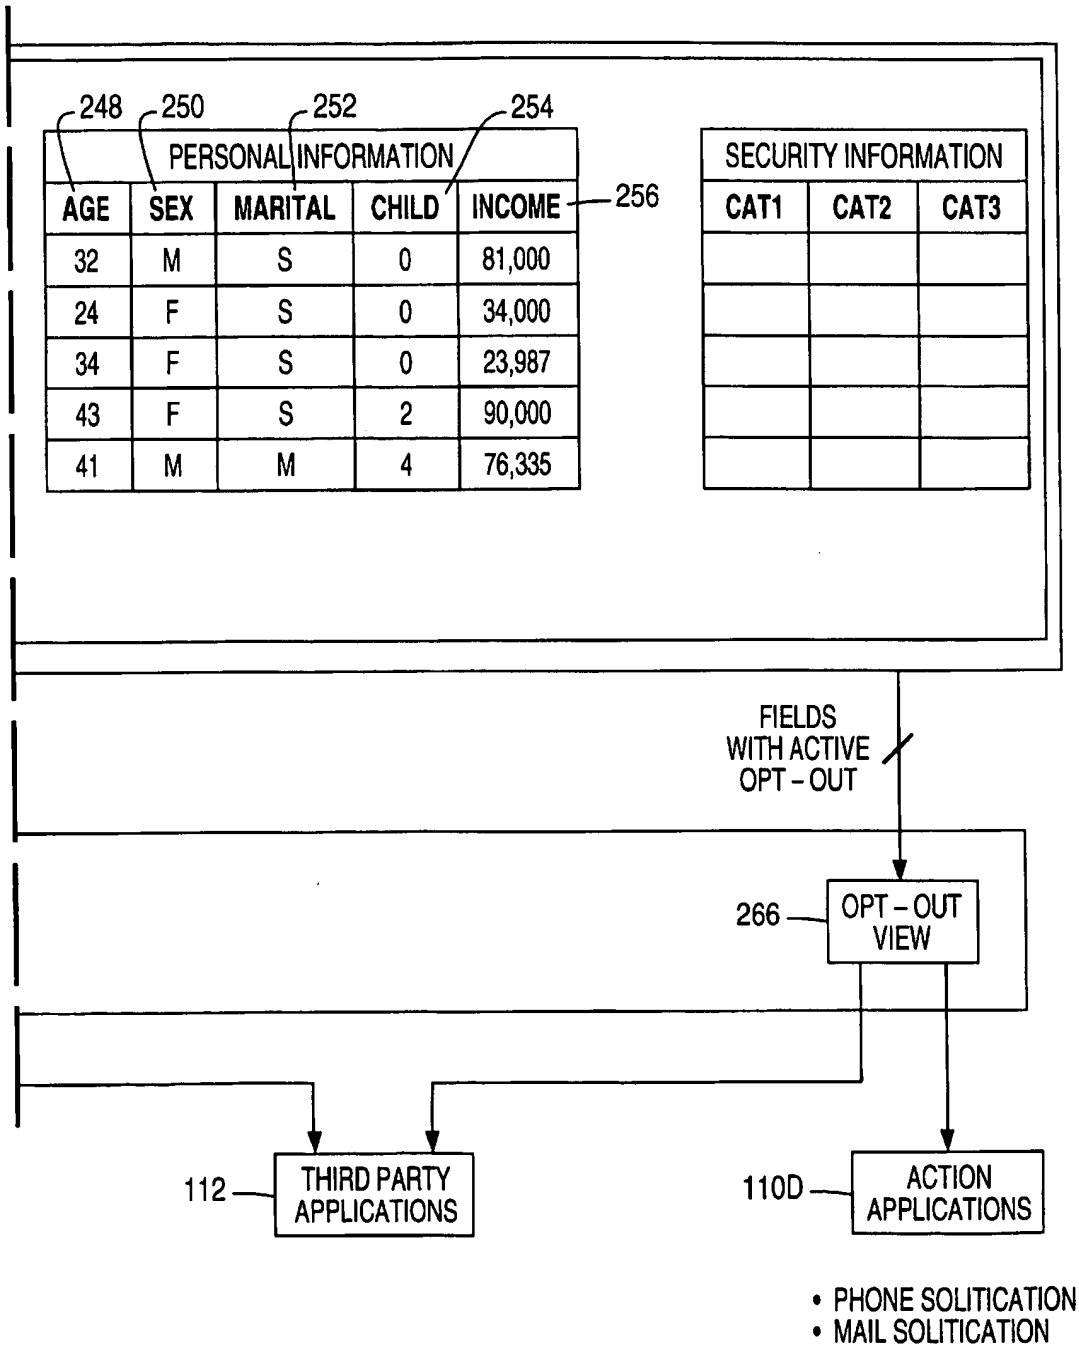 248 250 252 254
PERSONAL INFORMATION
AGE SEX MARITAL CHILD INCOME 256
32 M S 0 81,000
24 F S 0 34,000
34 F S 0 23,987
43 F S 2 90,000
41 M M 4 76,335
SECURITY INFORMATION
CAT1 CAT2 CAT3
FIELDS
WITH ACTIVE
OPT – OUT
266
OPT – OUT
VIEW
112
THIRD PARTY
APPLICATIONS
110D
ACTION
APPLICATIONS
• PHONE SOLITICATION
• MAIL SOLITICATION